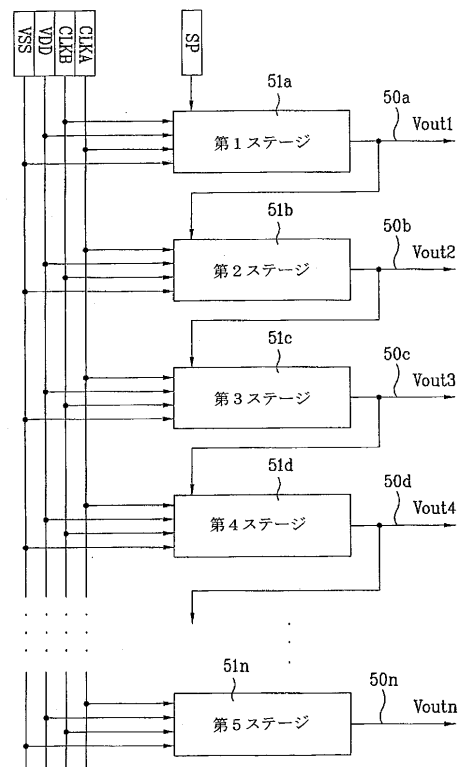 VSS
VDD
CLKB
CLKA
SP
51a
第1ステージ
50a
Vout1
51b
第2ステージ
50b
Vout2
51c
第3ステージ
50c
Vout3
51d
第4ステージ
50d
Vout4
51n
第5ステージ
50n
Voutn